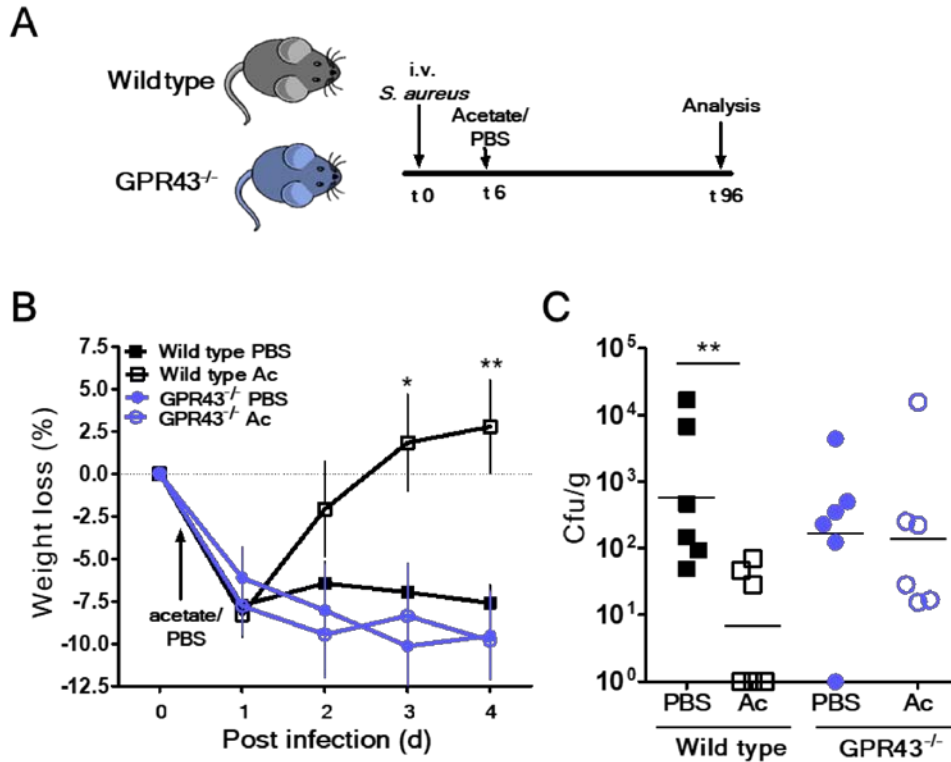 A
Wild type
GPR43-/-
i.v.
S. aureus
Acetate/
PBS
Analysis
t 0
t 6
t 96
B
7.5
5.0
2.5
0.0
-2.5
-5.0
-7.5
-10.0
-12.5
Weight loss (%)
Wild type PBS
Wild type Ac
GPR43-/- PBS
GPR43-/- Ac
*
**
acetate/
PBS
0 1 2 3 4
Post infection (d)
C
10^5
10^4
10^3
10^2
10^1
10^0
Cfu/g
**
PBS Ac PBS Ac
Wild type GPR43-/-